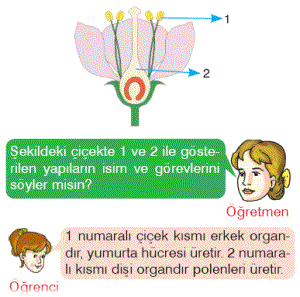 1
2
Şekildeki çiçekte 1 ve 2 ile göste-
rilen yapıların isim ve görevlerini
söyler misin?
Öğretmen
1 numaralı çiçek kısmı erkek organ-
dır, yumurta hücresi üretir. 2 numara-
lı kısmı dişi organdır polenleri üretir.
Öğrenci